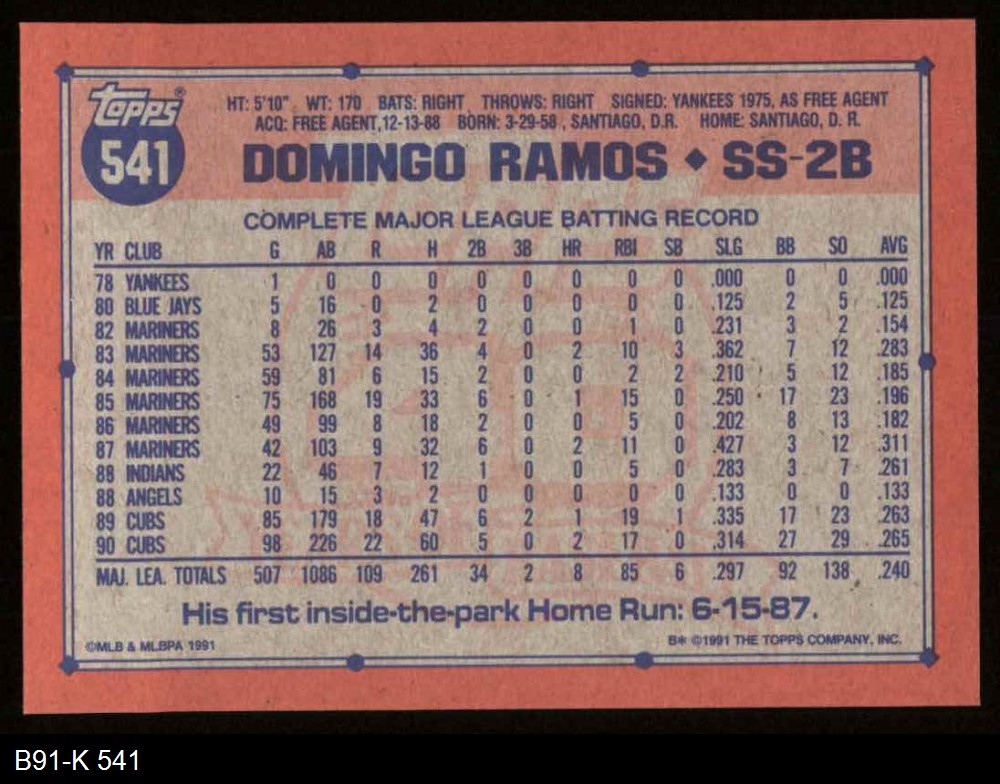 topps®
541
HT: 5'10" WT: 170 BATS: RIGHT THROWS: RIGHT SIGNED: YANKEES 1975, AS FREE AGENT
ACQ: FREE AGENT,12-13-88 BORN: 3-29-58 , SANTIAGO, D.R. HOME: SANTIAGO, D. R.
DOMINGO RAMOS ◆ SS-2B
COMPLETE MAJOR LEAGUE BATTING RECORD
YR CLUB G AB R H 2B 3B HR RBI SB SLG BB SO AVG
78 YANKEES 1 0 0 0 0 0 0 0 0 .000 0 0 .000
80 BLUE JAYS 5 16 0 2 0 0 0 0 0 .125 2 5 .125
82 MARINERS 8 26 3 4 2 0 0 1 0 .231 3 2 .154
83 MARINERS 53 127 14 36 4 0 2 10 3 .362 7 12 .283
84 MARINERS 59 81 6 15 2 0 0 2 2 .210 5 12 .185
85 MARINERS 75 168 19 33 6 0 1 15 0 .250 17 23 .196
86 MARINERS 49 99 8 18 2 0 0 5 0 .202 8 13 .182
87 MARINERS 42 103 9 32 6 0 2 11 0 .427 3 12 .311
88 INDIANS 22 46 7 12 1 0 0 5 0 .283 3 7 .261
88 ANGELS 10 15 3 2 0 0 0 0 0 .133 0 0 .133
89 CUBS 85 179 18 47 6 2 1 19 1 .335 17 23 .263
90 CUBS 98 226 22 60 5 0 2 17 0 .314 27 29 .265
MAJ. LEA. TOTALS 507 1086 109 261 34 2 8 85 6 .297 92 138 .240
His first inside-the-park Home Run: 6-15-87.
©MLB & MLBPA 1991 B* ©1991 THE TOPPS COMPANY, INC.
B91-K 541